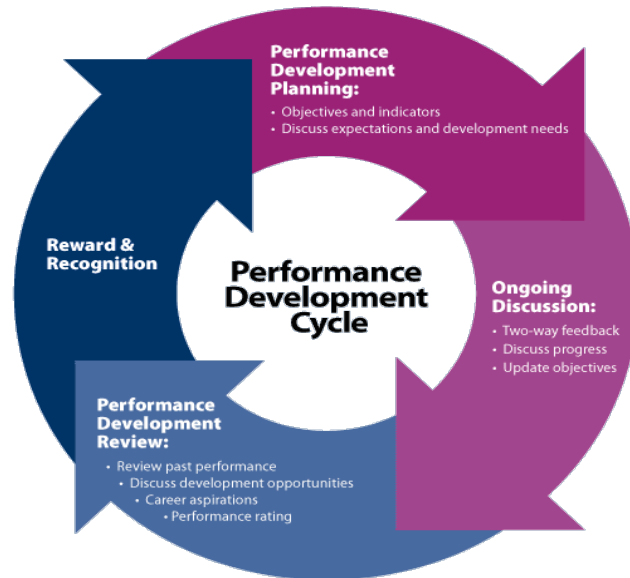 Performance
Development
Planning:
• Objectives and indicators
• Discuss expectations and development needs
Reward &
Recognition
Performance
Development
Cycle
Ongoing
Discussion:
• Two-way feedback
• Discuss progress
• Update objectives
Performance
Development
Review:
• Review past performance
• Discuss development opportunities
• Career aspirations
• Performance rating